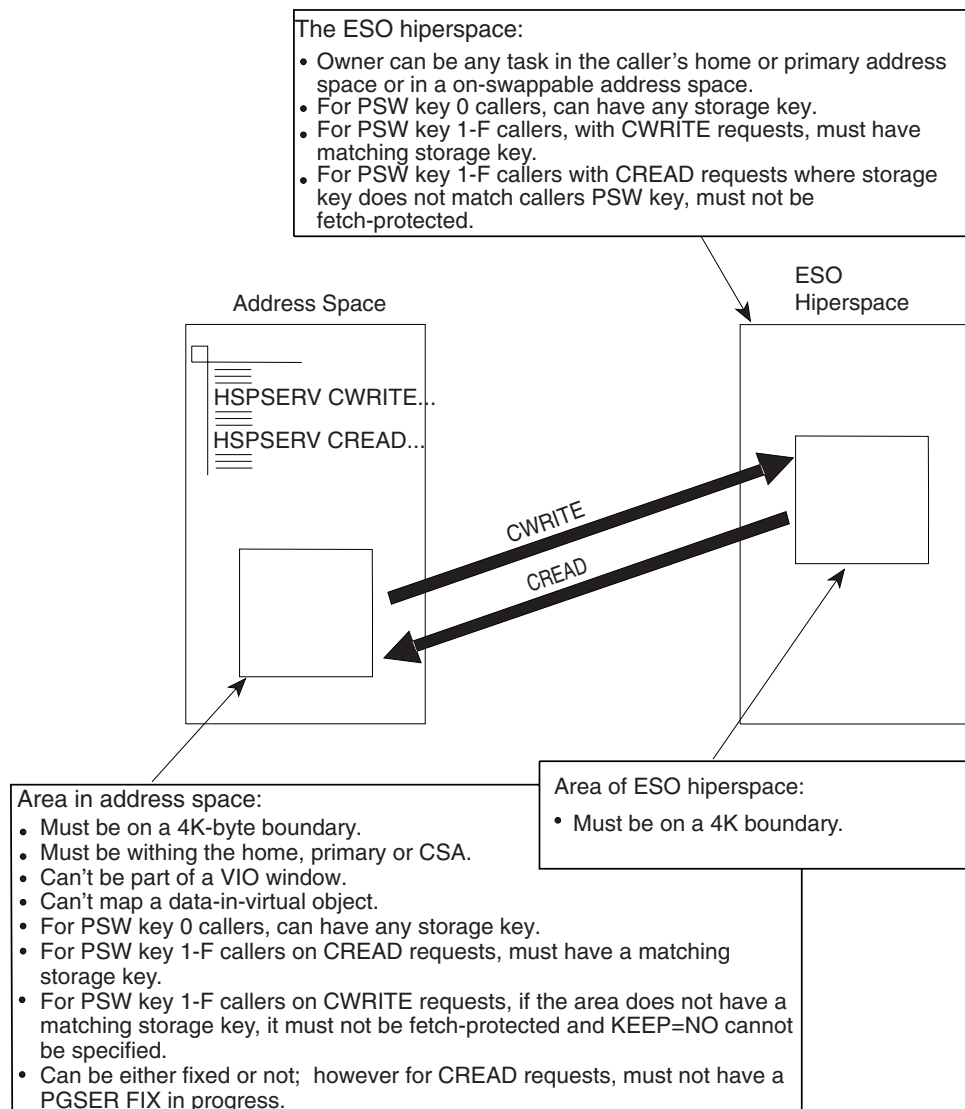 The ESO hiperspace:
• Owner can be any task in the caller's home or primary address
space or in a on-swappable address space.
• For PSW key 0 callers, can have any storage key.
• For PSW key 1-F callers, with CWRITE requests, must have
matching storage key.
• For PSW key 1-F callers with CREAD requests where storage
key does not match callers PSW key, must not be
fetch-protected.
Address Space
ESO
Hiperspace
HSPSERV CWRITE...
HSPSERV CREAD...
CWRITE
CREAD
Area in address space:
• Must be on a 4K-byte boundary.
• Must be withing the home, primary or CSA.
• Can't be part of a VIO window.
• Can't map a data-in-virtual object.
• For PSW key 0 callers, can have any storage key.
• For PSW key 1-F callers on CREAD requests, must have a matching
storage key.
• For PSW key 1-F callers on CWRITE requests, if the area does not have a
matching storage key, it must not be fetch-protected and KEEP=NO cannot
be specified.
• Can be either fixed or not; however for CREAD requests, must not have a
PGSER FIX in progress.
Area of ESO hiperspace:
• Must be on a 4K boundary.